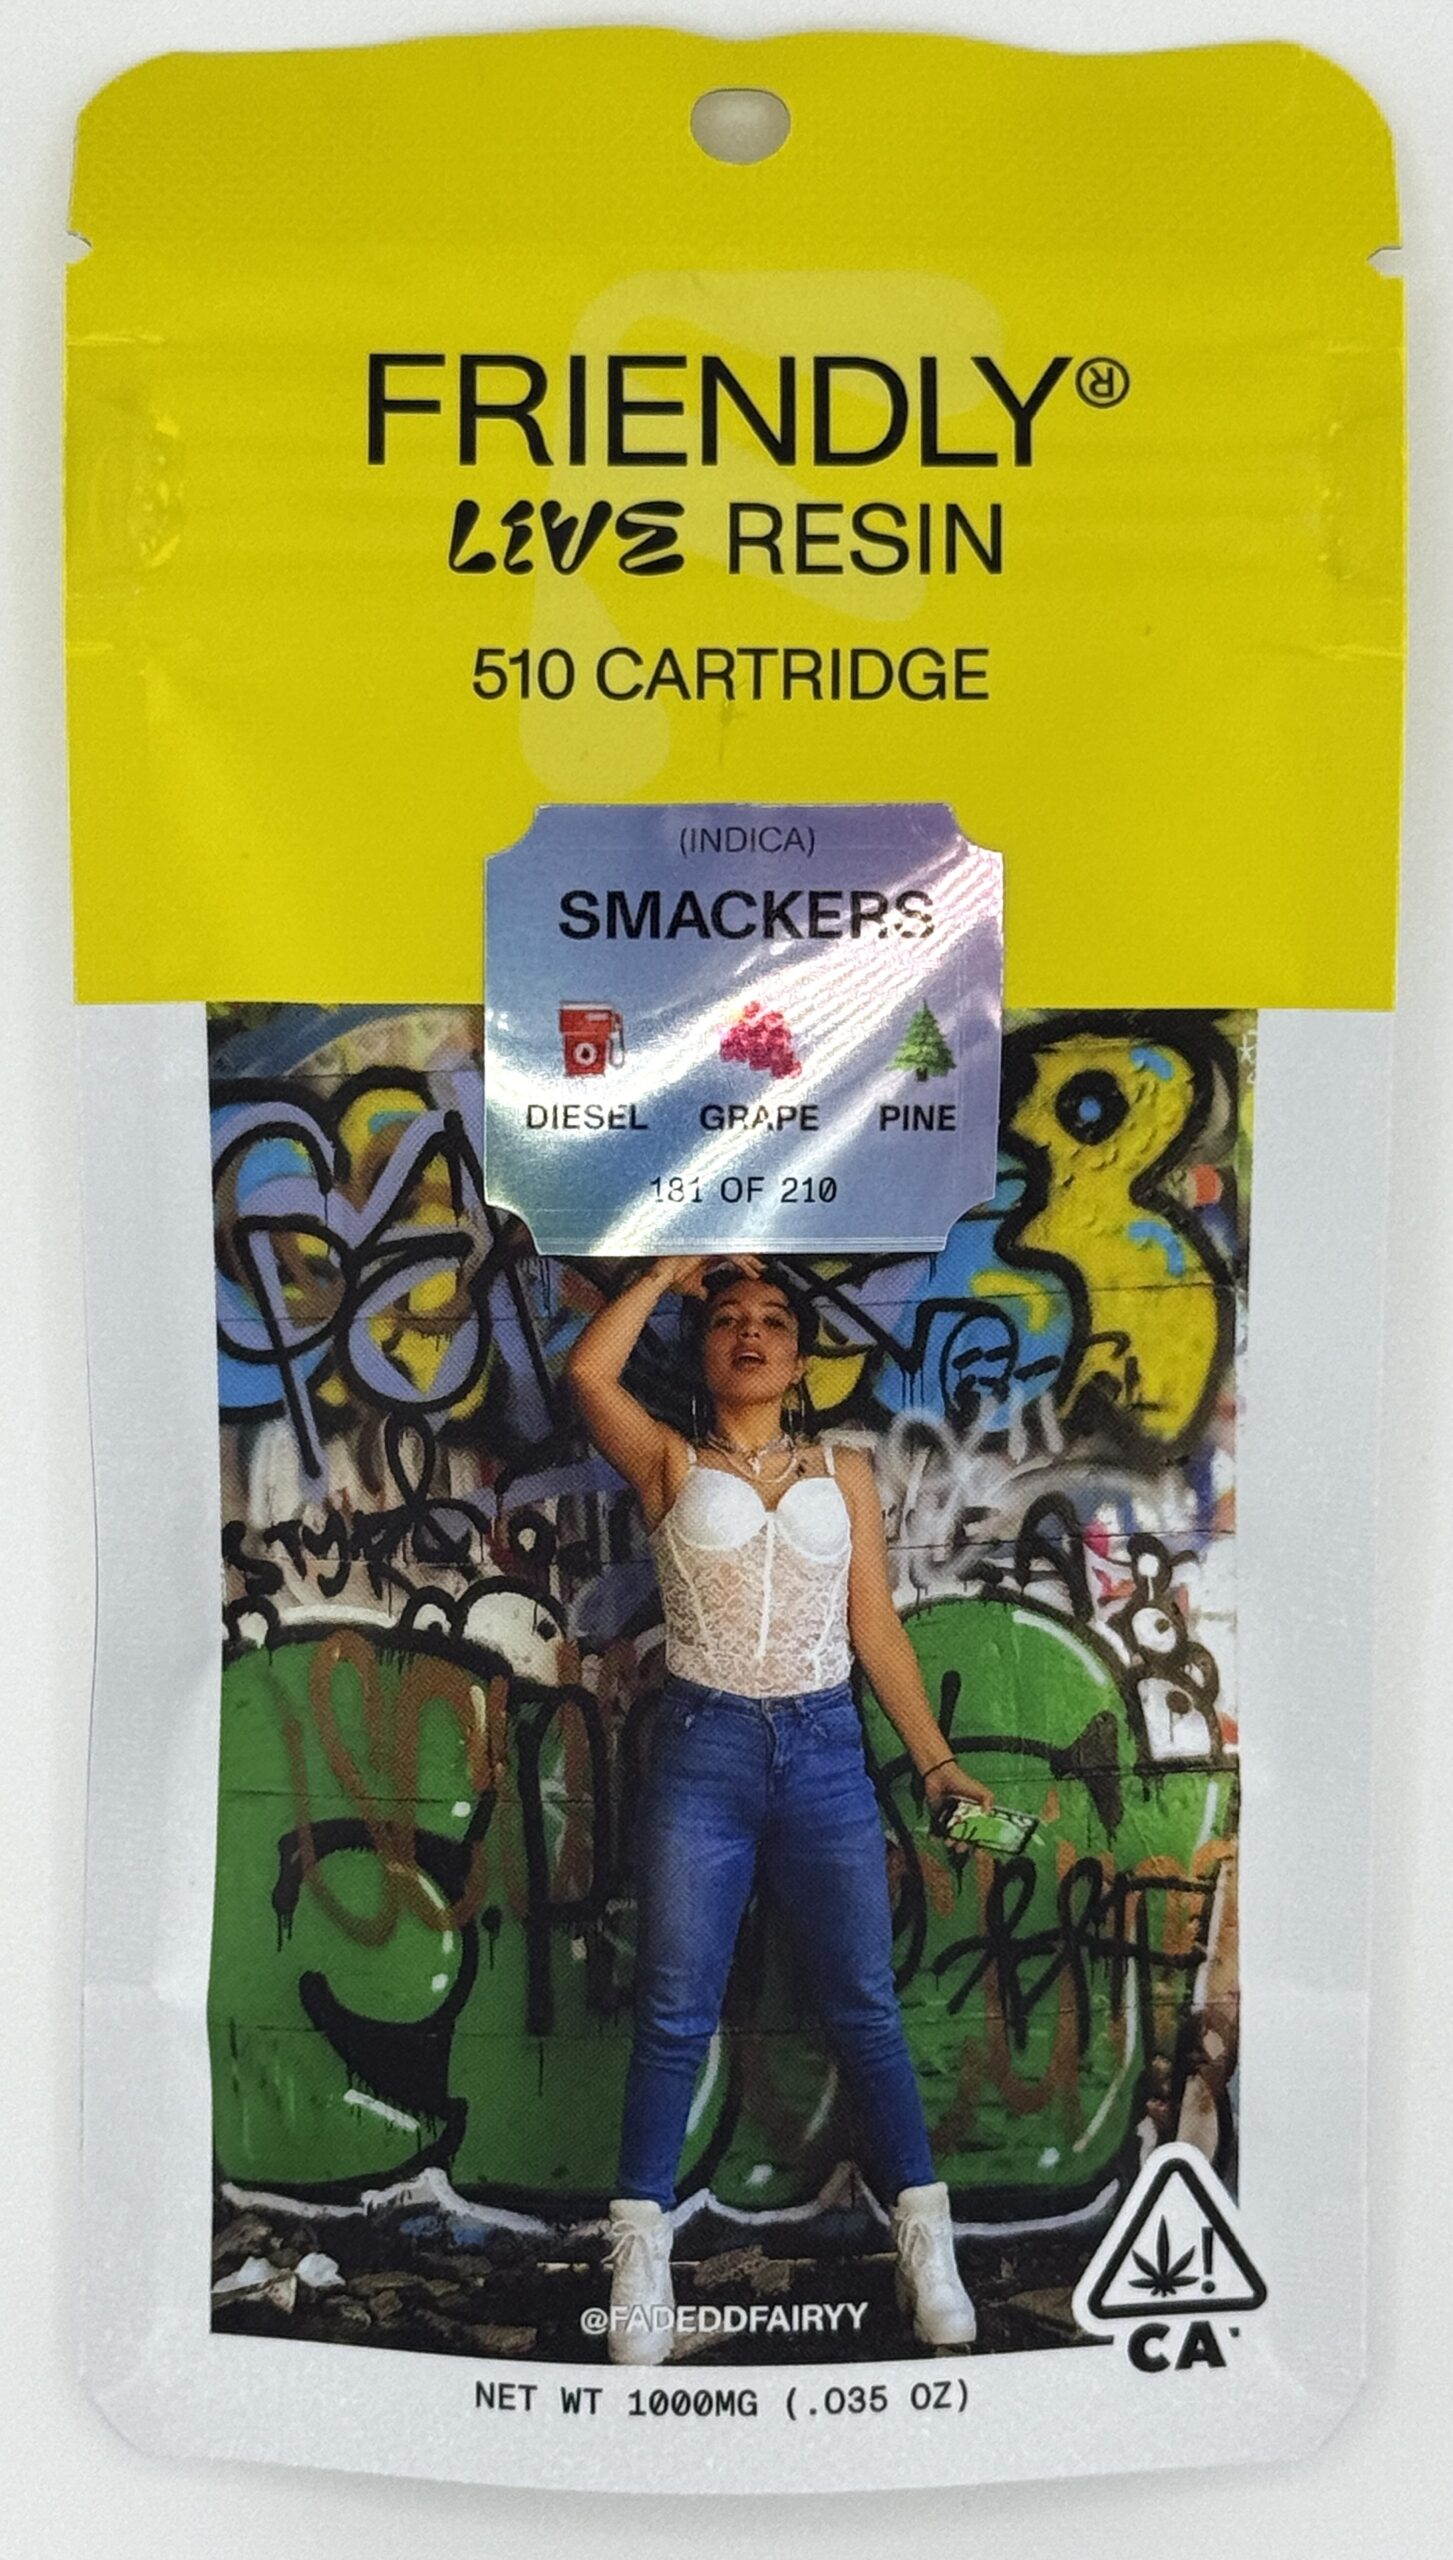 FRIENDLY®
LIVE RESIN
510 CARTRIDGE
(INDICA)
SMACKERS
DIESEL GRAPE PINE
181 OF 210
@FADEDDFAIRYY
CA
NET WT 1000MG (.035 OZ)